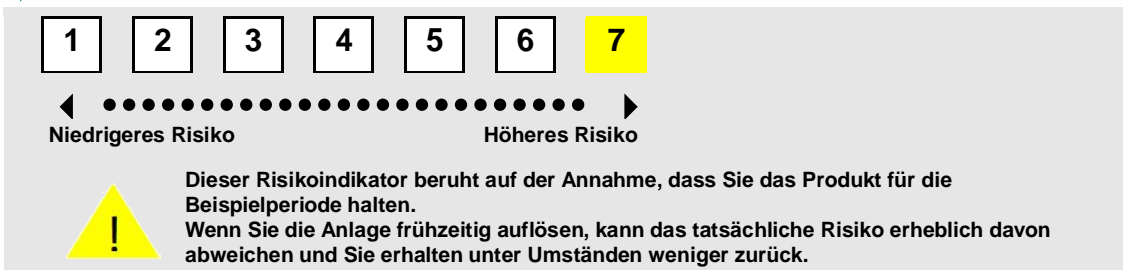 1 2 3 4 5 6 7
Niedrigeres Risiko Höheres Risiko
Dieser Risikoindikator beruht auf der Annahme, dass Sie das Produkt für die
Beispielperiode halten.
! Wenn Sie die Anlage frühzeitig auflösen, kann das tatsächliche Risiko erheblich davon
abweichen und Sie erhalten unter Umständen weniger zurück.